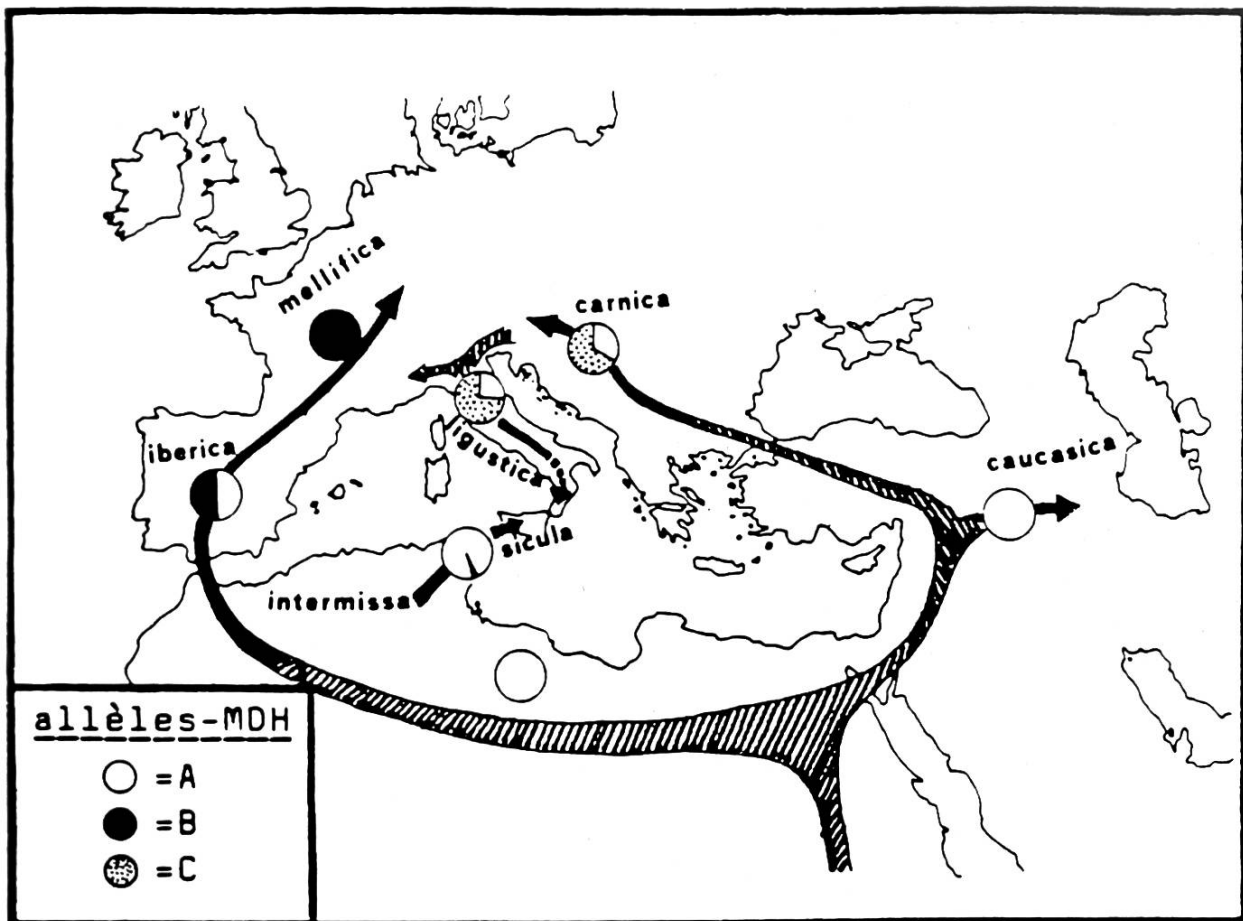 mellifica
carnica
iberica
ligustica
caucasica
sicula
intermissa
allèles-MDH
=A
=B
=C